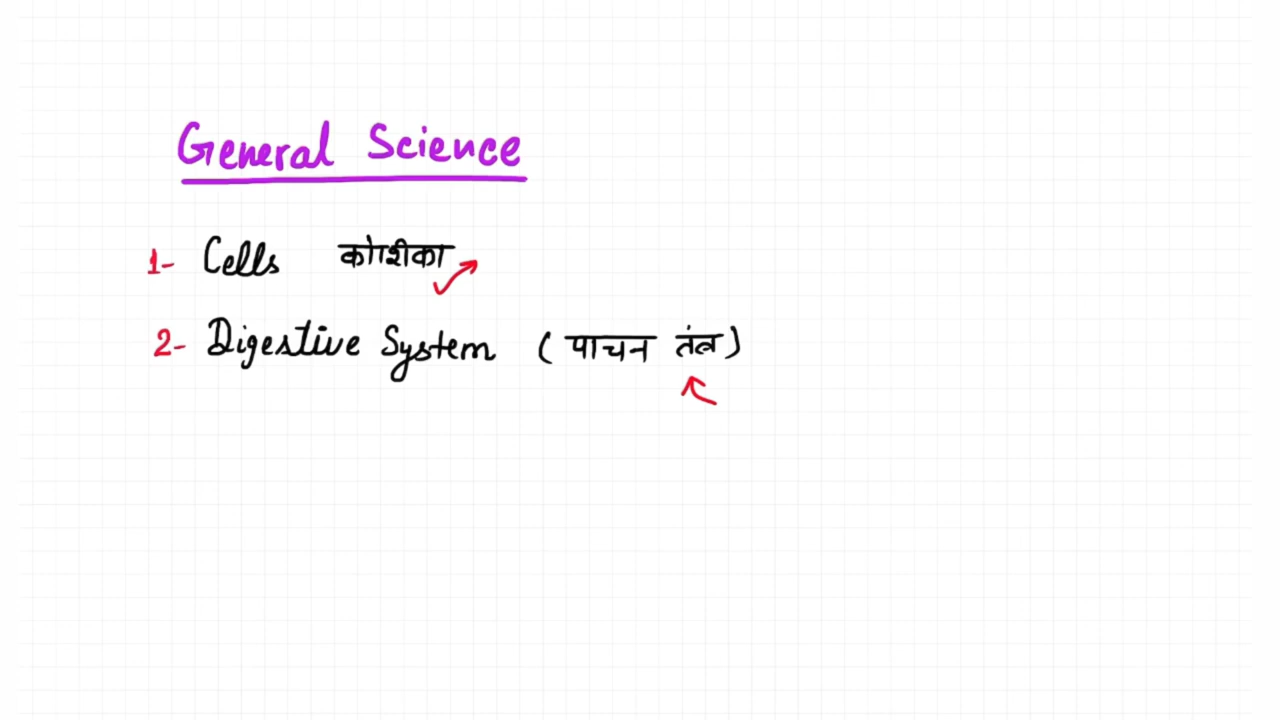 General Science
1- Cells कोशीका
2- Digestive System (पाचन तंत्र)